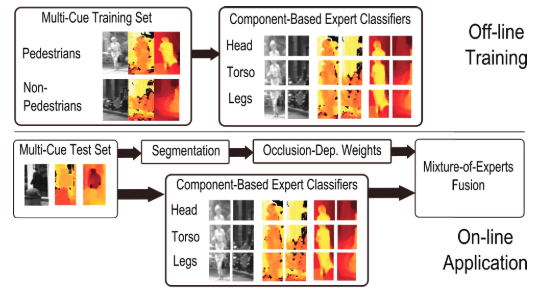 Multi-Cue Training Set
Pedestrians
Non-
Pedestrians
Component-Based Expert Classifiers
Head
Torso
Legs
Off-line
Training
Multi-Cue Test Set
Segmentation
Occlusion-Dep. Weights
Mixture-of-Experts
Fusion
Component-Based Expert Classifiers
Head
Torso
Legs
On-line
Application